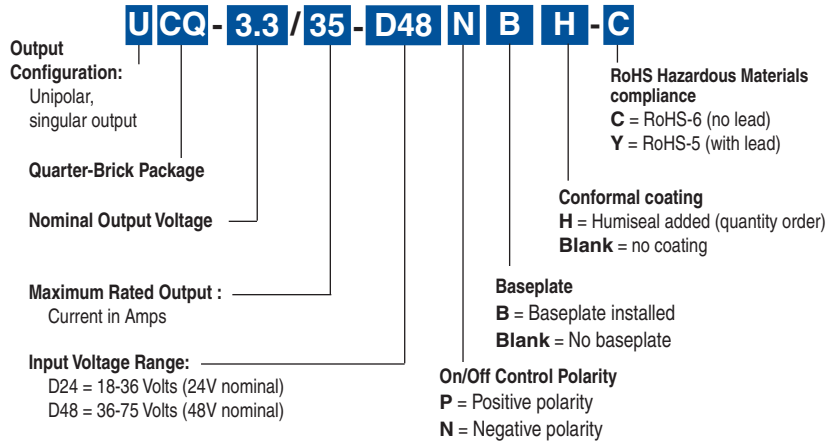 UCQ-3.3/35-D48NBH-C
Output
Configuration:
Unipolar,
singular output
Quarter-Brick Package
Nominal Output Voltage
Maximum Rated Output :
Current in Amps
Input Voltage Range:
D24 = 18-36 Volts (24V nominal)
D48 = 36-75 Volts (48V nominal)
RoHS Hazardous Materials
compliance
C = RoHS-6 (no lead)
Y = RoHS-5 (with lead)
Conformal coating
H = Humiseal added (quantity order)
Blank = no coating
Baseplate
B = Baseplate installed
Blank = No baseplate
On/Off Control Polarity
P = Positive polarity
N = Negative polarity